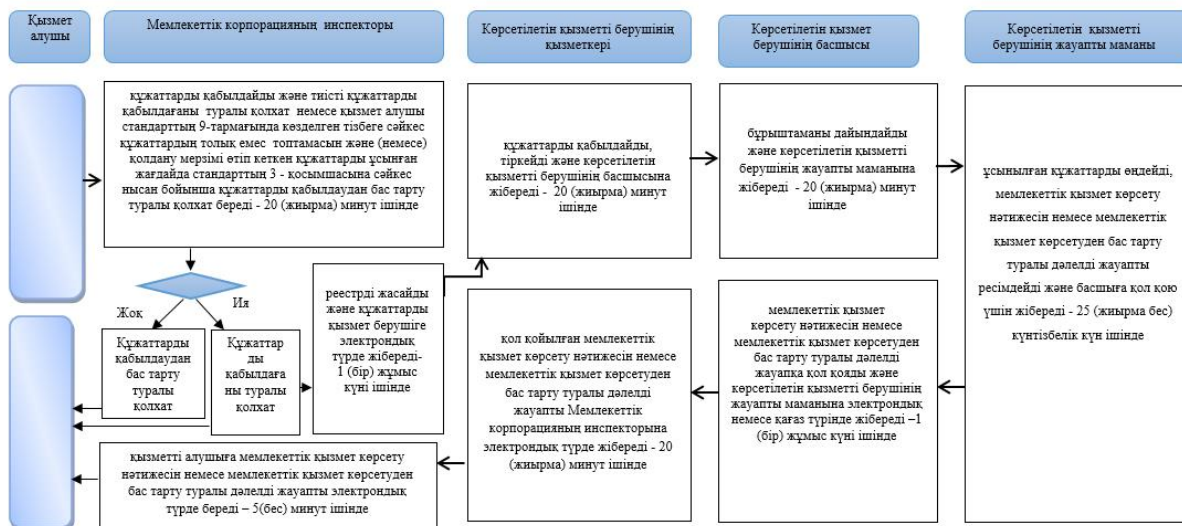 Қызмет
алушы
Мемлекеттік корпорацияның инспекторы
Көрсетілетін қызметті берушінің
қызметкері
Көрсетілетін қызмет
берушінің басшысы
Көрсетілетін қызметті
берушінің жауапты маманы
құжаттарды қабылдайды және тиісті құжаттарды
қабылдағаны туралы қолхат немесе қызмет алушы
стандарттың 9-тармағында көзделген тізбеге сәйкес
құжаттардың толық емес топтамасын және (немесе)
қолдану мерзімі өтіп кеткен құжаттарды ұсынған
жағдайда стандарттың 3 - қосымшасына сәйкес
нысан бойынша құжаттарды қабылдаудан бас тарту
туралы қолхат береді - 20 (жиырма) минут ішінде
құжаттарды қабылдайды,
тіркейді және көрсетілетін
қызметті берушінің басшысына
жібереді - 20 (жиырма) минут
ішінде
бұрыштаманы дайындайды
және көрсетілетін қызметті
берушінің жауапты маманына
жібереді - 20 (жиырма) минут
ішінде
ұсынылған құжаттарды өңдейді,
мемлекеттік қызмет көрсету
нәтижесін немесе мемлекеттік
қызмет көрсетуден бас тарту
туралы дәлелді жауапты
ресімдейді және басшыға қол қою
үшін жібереді - 25 (жиырма бес)
күнтізбелік күн ішінде
Жоқ
Ия
Құжаттарды
қабылдаудан
бас тарту
туралы
қолхат
Құжаттар
ды
қабылдаға
ны туралы
қолхат
реестрді жасайды
және құжаттарды
қызмет берушіге
электрондық
түрде жібереді-
1 (бір) жұмыс
күні ішінде
қол қойылған мемлекеттік
қызмет көрсету нәтижесін немесе
мемлекеттік қызмет көрсетуден
бас тарту туралы дәлелді
жауапты Мемлекеттік
корпорацияның инспекторына
электрондық түрде жібереді - 20
(жиырма) минут ішінде
мемлекеттік қызмет
көрсету нәтижесін немесе
мемлекеттік қызмет көрсетуден
бас тарту туралы дәлелді
жауапқа қол қояды және
көрсетілетін қызметті берушінің
жауапты маманына электрондық
немесе қағаз түрінде жібереді –1
(бір) жұмыс күні ішінде
қызметті алушыға мемлекеттік қызмет көрсету
нәтижесін немесе мемлекеттік қызмет көрсетуден
бас тарту туралы дәлелді жауапты электрондық
түрде береді – 5(бес) минут ішінде